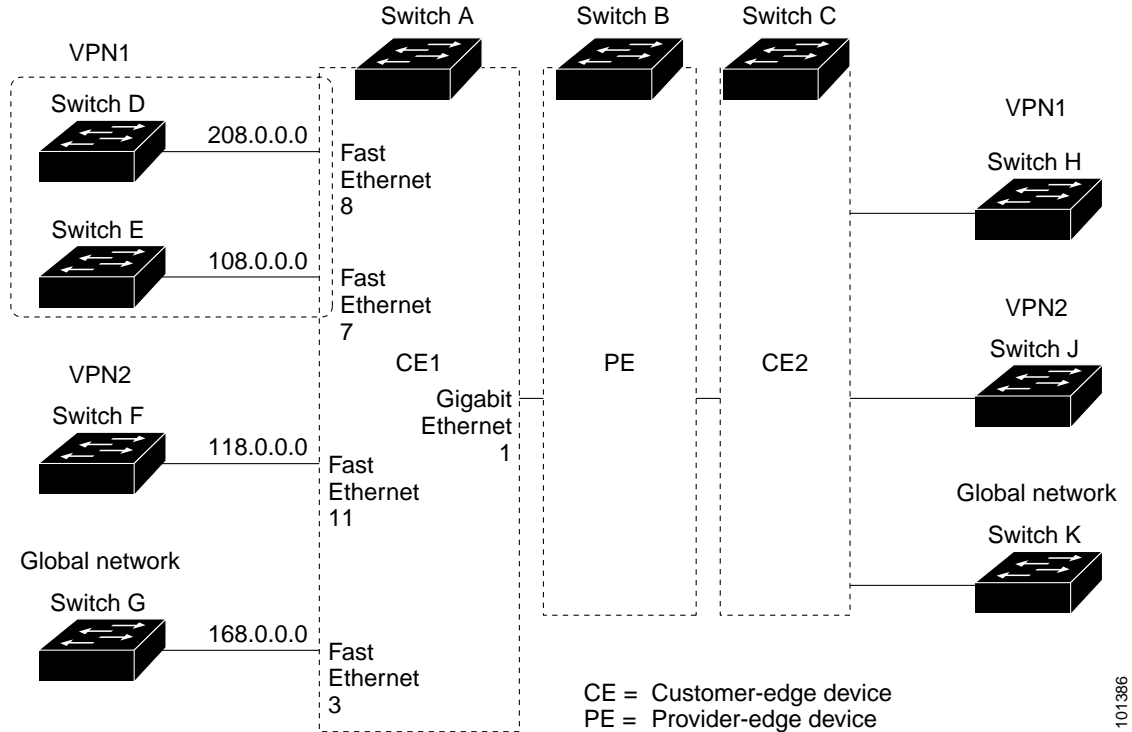 Switch A
Switch B
Switch C
VPN1
Switch D
208.0.0.0
Fast
Ethernet
8
Switch E
108.0.0.0
Fast
Ethernet
7
VPN2
Switch F
118.0.0.0
Fast
Ethernet
11
Global network
Switch G
168.0.0.0
Fast
Ethernet
3
CE1
Gigabit
Ethernet
1
PE
CE2
VPN1
Switch H
VPN2
Switch J
Global network
Switch K
CE = Customer-edge device
PE = Provider-edge device
101386